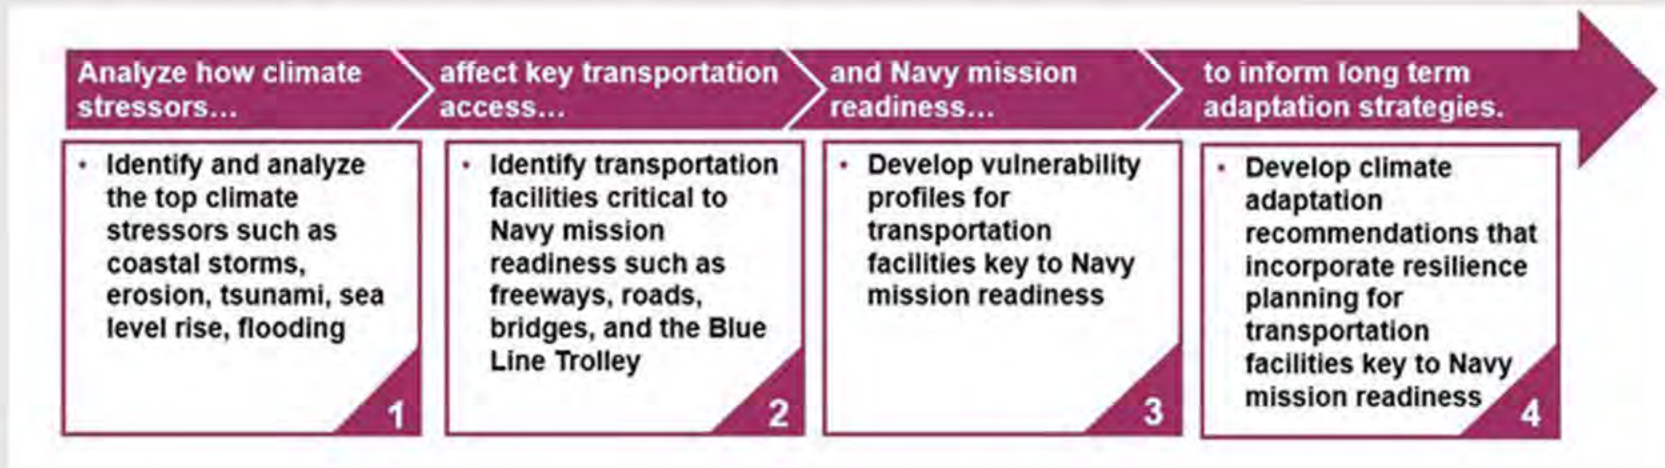 Analyze how climate
stressors...
affect key transportation
access...
and Navy mission
readiness...
to inform long term
adaptation strategies.
• Identify and analyze
the top climate
stressors such as
coastal storms,
erosion, tsunami, sea
level rise, flooding
1
• Identify transportation
facilities critical to
Navy mission
readiness such as
freeways, roads,
bridges, and the Blue
Line Trolley
2
• Develop vulnerability
profiles for
transportation
facilities key to Navy
mission readiness
3
• Develop climate
adaptation
recommendations that
incorporate resilience
planning for
transportation
facilities key to Navy
mission readiness
4